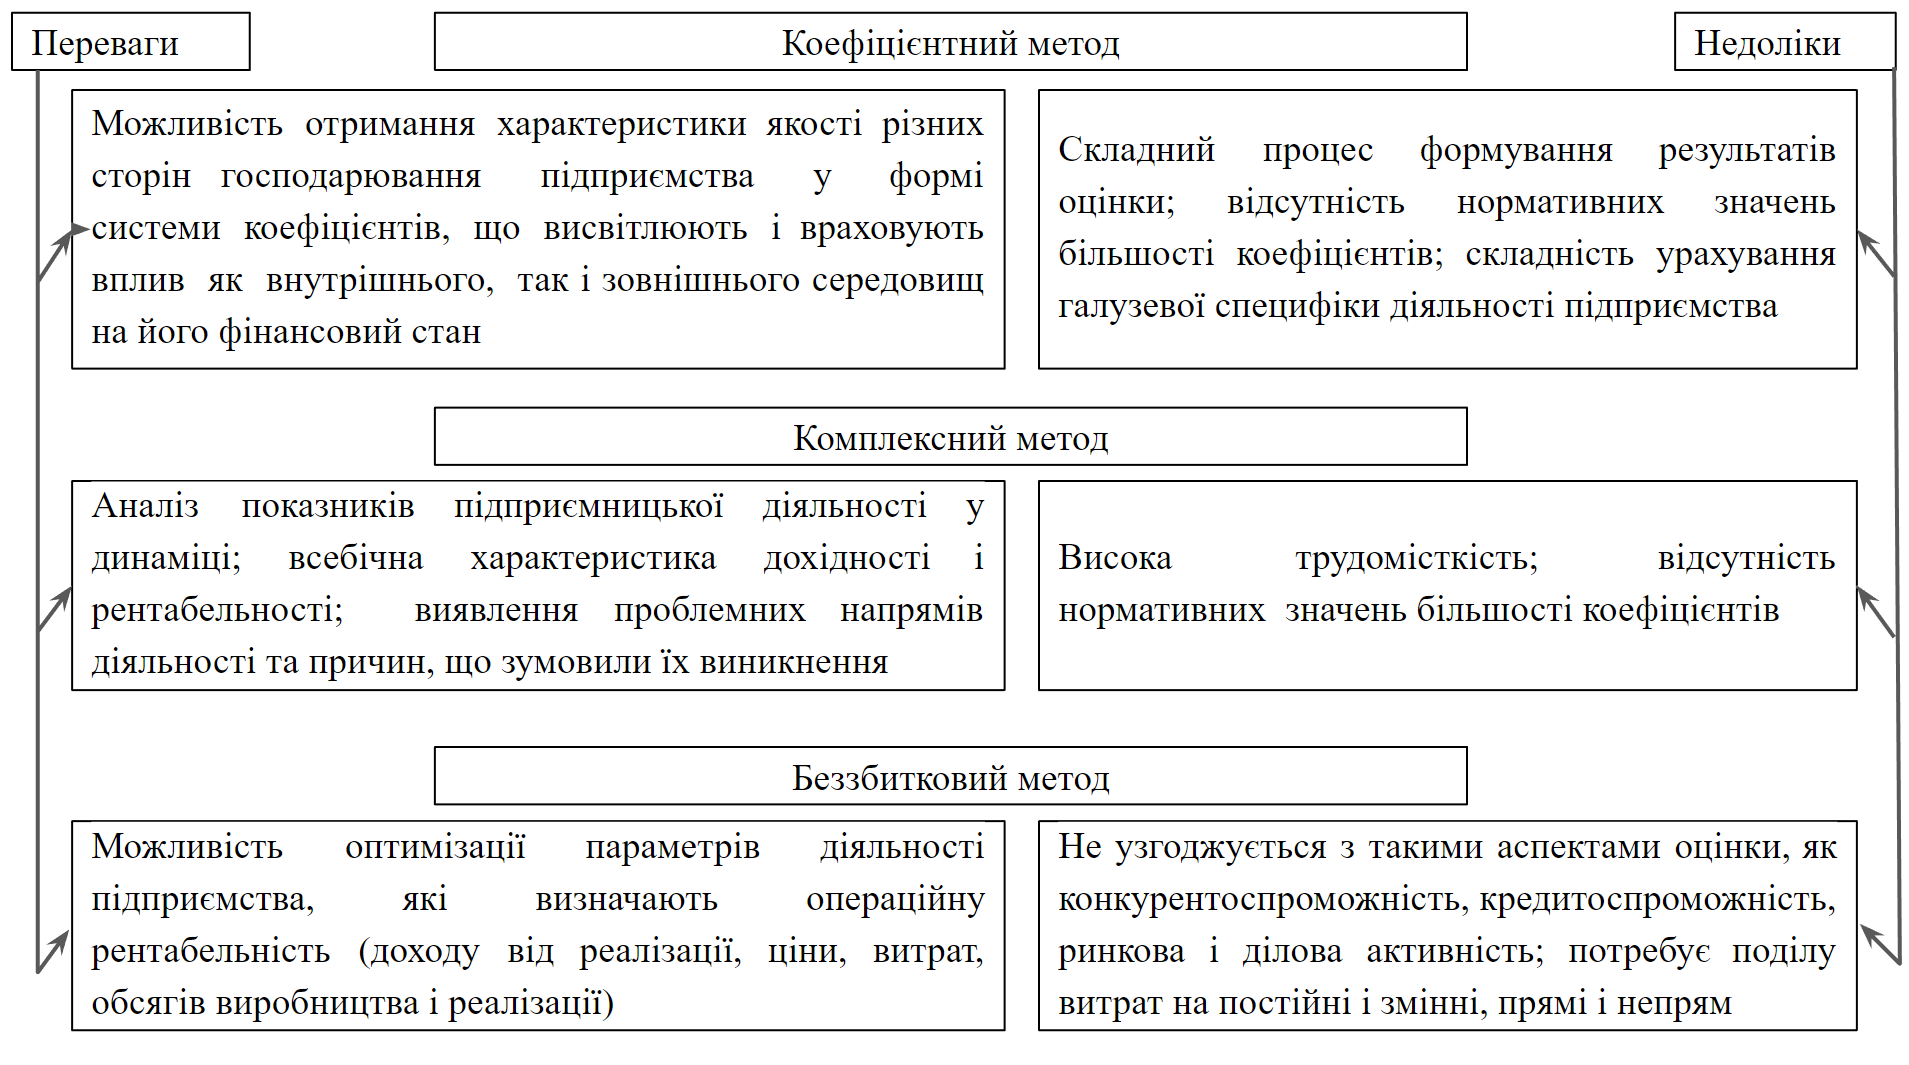 Переваги
Коефіцієнтний метод
Недоліки
Можливість отримання характеристики якості різних
сторін господарювання підприємства у формі
системи коефіцієнтів, що висвітлюють і враховують
вплив як внутрішнього, так і зовнішнього середовищ
на його фінансовий стан
Складний процес формування результатів
оцінки; відсутність нормативних значень
більшості коефіцієнтів; складність урахування
галузевої специфіки діяльності підприємства
Комплексний метод
Аналіз показників підприємницької діяльності у
динаміці; всебічна характеристика дохідності і
рентабельності; виявлення проблемних напрямів
діяльності та причин, що зумовили їх виникнення
Висока трудомісткість; відсутність
нормативних значень більшості коефіцієнтів
Беззбитковий метод
Можливість оптимізації параметрів діяльності
підприємства, які визначають операційну
рентабельність (доходу від реалізації, ціни, витрат,
обсягів виробництва і реалізації)
Не узгоджується з такими аспектами оцінки, як
конкурентоспроможність, кредитоспроможність,
ринкова і ділова активність; потребує поділу
витрат на постійні і змінні, прямі і непрям